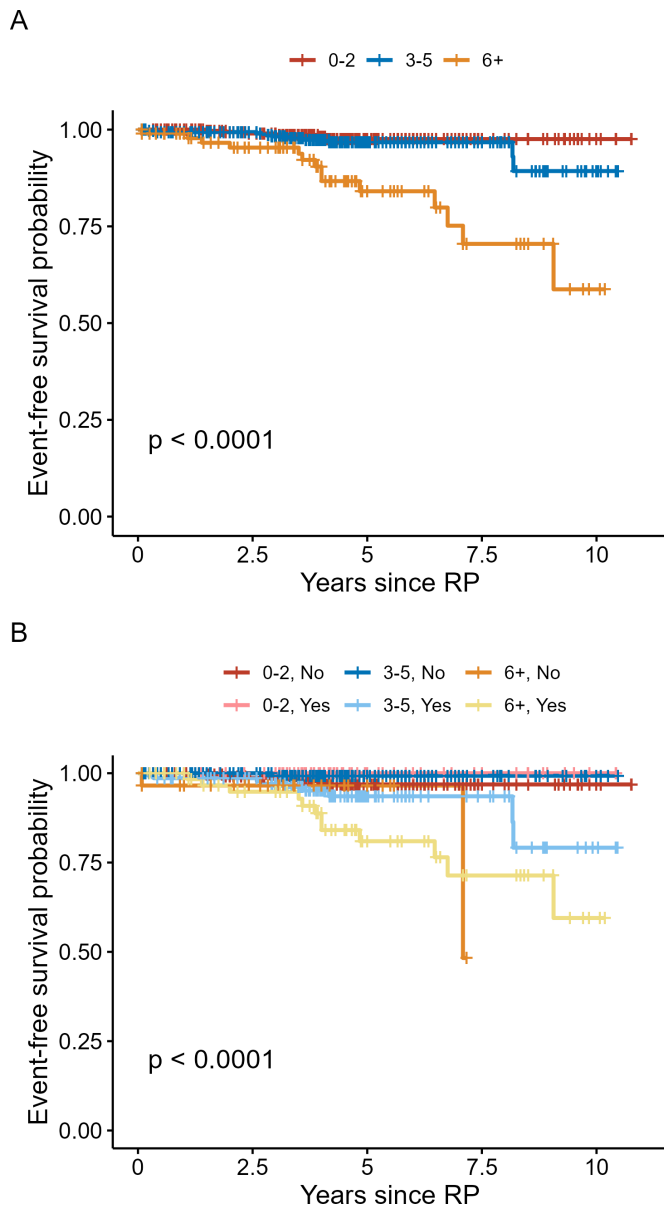 A
0-2 3-5 6+
Event-free survival probability
1.00
0.75
0.50
0.25
0.00
p < 0.0001
0 2.5 5 7.5 10
Years since RP
B
0-2, No 3-5, No 6+, No
0-2, Yes 3-5, Yes 6+, Yes
Event-free survival probability
1.00
0.75
0.50
0.25
0.00
p < 0.0001
0 2.5 5 7.5 10
Years since RP